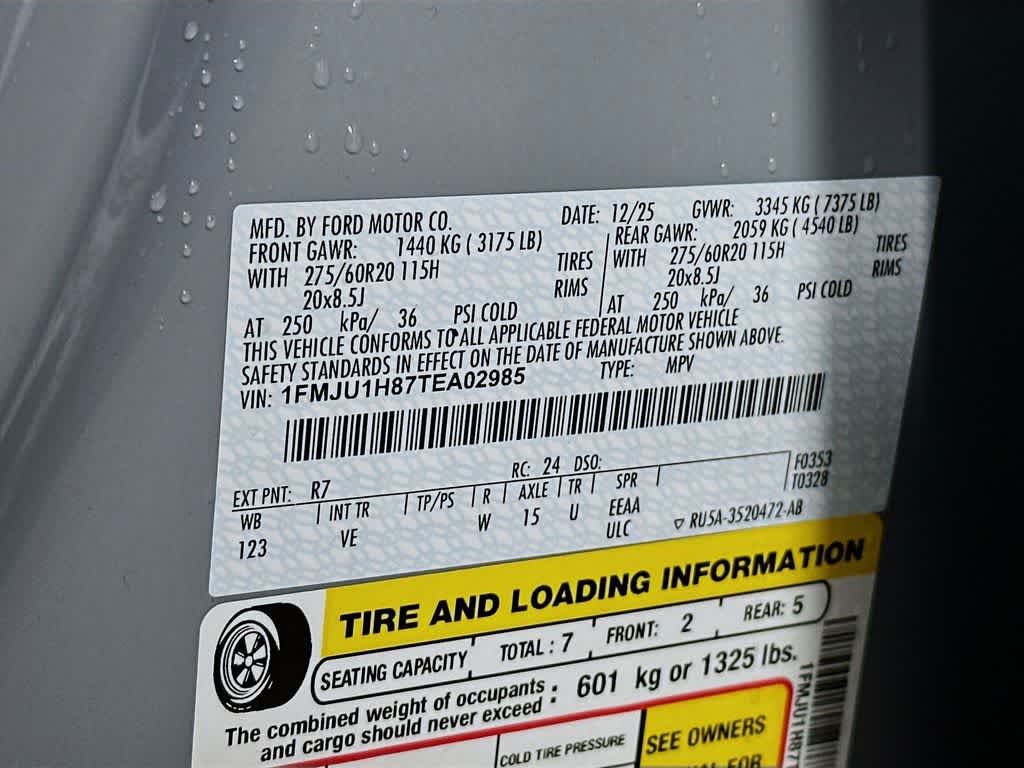 MFD. BY FORD MOTOR CO. DATE: 12/25 GVWR: 3345 KG ( 7375 LB)
FRONT GAWR: 1440 KG ( 3175 LB) REAR GAWR: 2059 KG ( 4540 LB)
WITH 275/60R20 115H TIRES WITH 275/60R20 115H TIRES
20x8.5J RIMS 20x8.5J RIMS
AT 250 kPa/ 36 PSI COLD AT 250 kPa/ 36 PSI COLD
THIS VEHICLE CONFORMS TO ALL APPLICABLE FEDERAL MOTOR VEHICLE
SAFETY STANDARDS IN EFFECT ON THE DATE OF MANUFACTURE SHOWN ABOVE.
VIN: 1FMJU1H87TEA02985 TYPE: MPV
EXT PNT: R7 RC: 24 DSO: F0353
WB INT TR TP/PS R AXLE TR SPR T0328
123 VE W 15 U EEAA
ULC ▽ RU5A-3520472-AB
TIRE AND LOADING INFORMATION
SEATING CAPACITY TOTAL : 7 FRONT: 2 REAR: 5
The combined weight of occupants : 601 kg or 1325 lbs.
and cargo should never exceed
COLD TIRE PRESSURE SEE OWNERS
1FMJU1H87